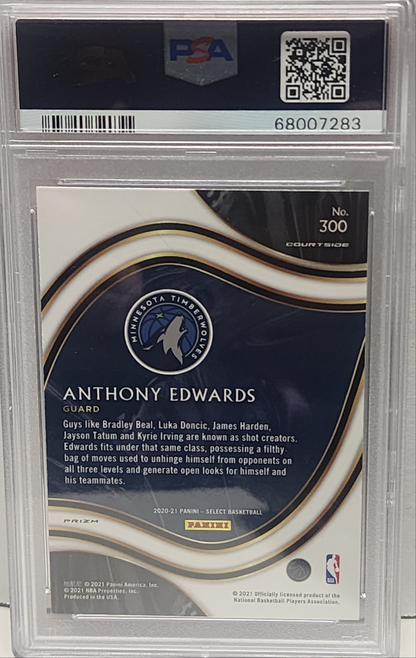 PSA
68007283
No.
300
COURTSIDE
MINNESOTA TIMBERWOLVES
ANTHONY EDWARDS
GUARD
Guys like Bradley Beal, Luka Doncic, James Harden,
Jayson Tatum and Kyrie Irving are known as shot creators.
Edwards fits under that same class, possessing a filthy
bag of moves used to unhinge himself from opponents on
all three levels and generate open looks for himself and
his teammates.
2020-21 PANINI – SELECT BASKETBALL
PRIZM
PANINI
© 2021 Panini America, Inc.
© 2021 NBA Properties, Inc.
Produced in the USA.
© 2021 Officially licensed product of the
National Basketball Players Association.
NBA